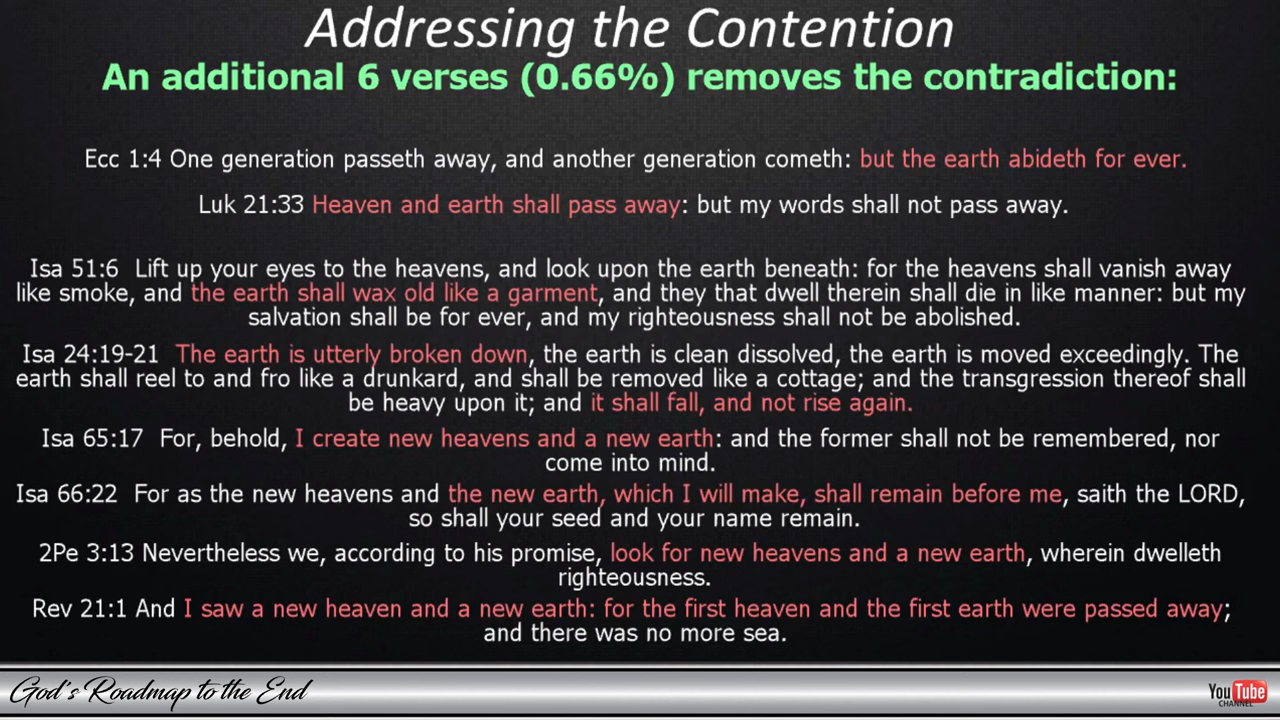 Addressing the Contention
An additional 6 verses (0.66%) removes the contradiction:
Ecc 1:4 One generation passeth away, and another generation cometh: but the earth abideth for ever.
Luk 21:33 Heaven and earth shall pass away: but my words shall not pass away.
Isa 51:6 Lift up your eyes to the heavens, and look upon the earth beneath: for the heavens shall vanish away
like smoke, and the earth shall wax old like a garment, and they that dwell therein shall die in like manner: but my
salvation shall be for ever, and my righteousness shall not be abolished.
Isa 24:19-21 The earth is utterly broken down, the earth is clean dissolved, the earth is moved exceedingly. The
earth shall reel to and fro like a drunkard, and shall be removed like a cottage; and the transgression thereof shall
be heavy upon it; and it shall fall, and not rise again.
Isa 65:17 For, behold, I create new heavens and a new earth: and the former shall not be remembered, nor
come into mind.
Isa 66:22 For as the new heavens and the new earth, which I will make, shall remain before me, saith the LORD,
so shall your seed and your name remain.
2Pe 3:13 Nevertheless we, according to his promise, look for new heavens and a new earth, wherein dwelleth
righteousness.
Rev 21:1 And I saw a new heaven and a new earth: for the first heaven and the first earth were passed away;
and there was no more sea.
God's Roadmap to the End
YouTube
CHANNEL